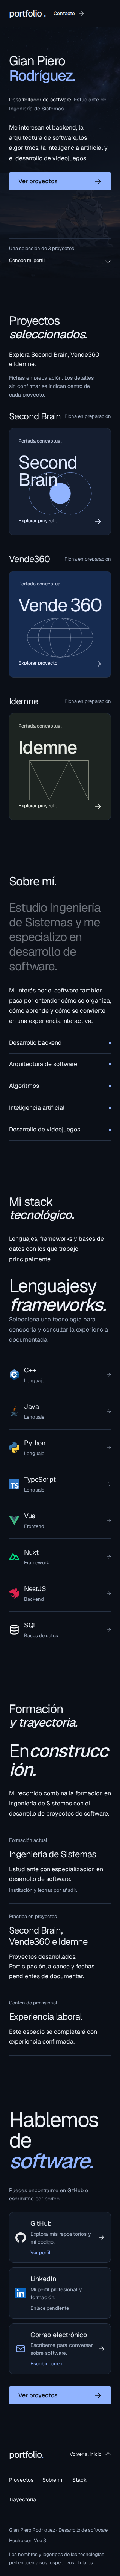 portfolio.
Contacto
Gian Piero
Rodríguez.
Desarrollador de software. Estudiante de
Ingeniería de Sistemas.
Me interesan el backend, la
arquitectura de software, los
algoritmos, la inteligencia artificial y
el desarrollo de videojuegos.
Ver proyectos
Una selección de 3 proyectos
Conoce mi perfil
Proyectos
seleccionados.
Explora Second Brain, Vende360
e Idemne.
Fichas en preparación. Los detalles
sin confirmar se indican dentro de
cada proyecto.
Second Brain
Ficha en preparación
Portada conceptual
Second
Brain
Explorar proyecto
Vende360
Ficha en preparación
Portada conceptual
Vende 360
Explorar proyecto
Idemne
Ficha en preparación
Portada conceptual
Idemne
Explorar proyecto
Sobre mí.
Estudio Ingeniería
de Sistemas y me
especializo en
desarrollo de
software.
Mi interés por el software también
pasa por entender cómo se organiza,
cómo aprende y cómo se convierte
en una experiencia interactiva.
Desarrollo backend
Arquitectura de software
Algoritmos
Inteligencia artificial
Desarrollo de videojuegos
Mi stack
tecnológico.
Lenguajes, frameworks y bases de
datos con los que trabajo
principalmente.
Lenguajesy
frameworks.
Selecciona una tecnología para
conocerla y consultar la experiencia
documentada.
C++
Lenguaje
Java
Lenguaje
Python
Lenguaje
TypeScript
Lenguaje
Vue
Frontend
Nuxt
Framework
NestJS
Backend
SQL
Bases de datos
Formación
y trayectoria.
Enconstrucc
ión.
Mi recorrido combina la formación en
Ingeniería de Sistemas con el
desarrollo de proyectos de software.
Formación actual
Ingeniería de Sistemas
Estudiante con especialización en
desarrollo de software.
Institución y fechas por añadir.
Práctica en proyectos
Second Brain,
Vende360 e Idemne
Proyectos desarrollados.
Participación, alcance y fechas
pendientes de documentar.
Contenido provisional
Experiencia laboral
Este espacio se completará con
experiencia confirmada.
Hablemos
de
software.
Puedes encontrarme en GitHub o
escribirme por correo.
GitHub
Explora mis repositorios y
mi código.
Ver perfil
LinkedIn
Mi perfil profesional y
formación.
Enlace pendiente
Correo electrónico
Escríbeme para conversar
sobre software.
Escribir correo
Ver proyectos
portfolio.
Volver al inicio
Proyectos
Sobre mí
Stack
Trayectoria
Gian Piero Rodríguez · Desarrollo de software
Hecho con Vue 3
Los nombres y logotipos de las tecnologías
pertenecen a sus respectivos titulares.